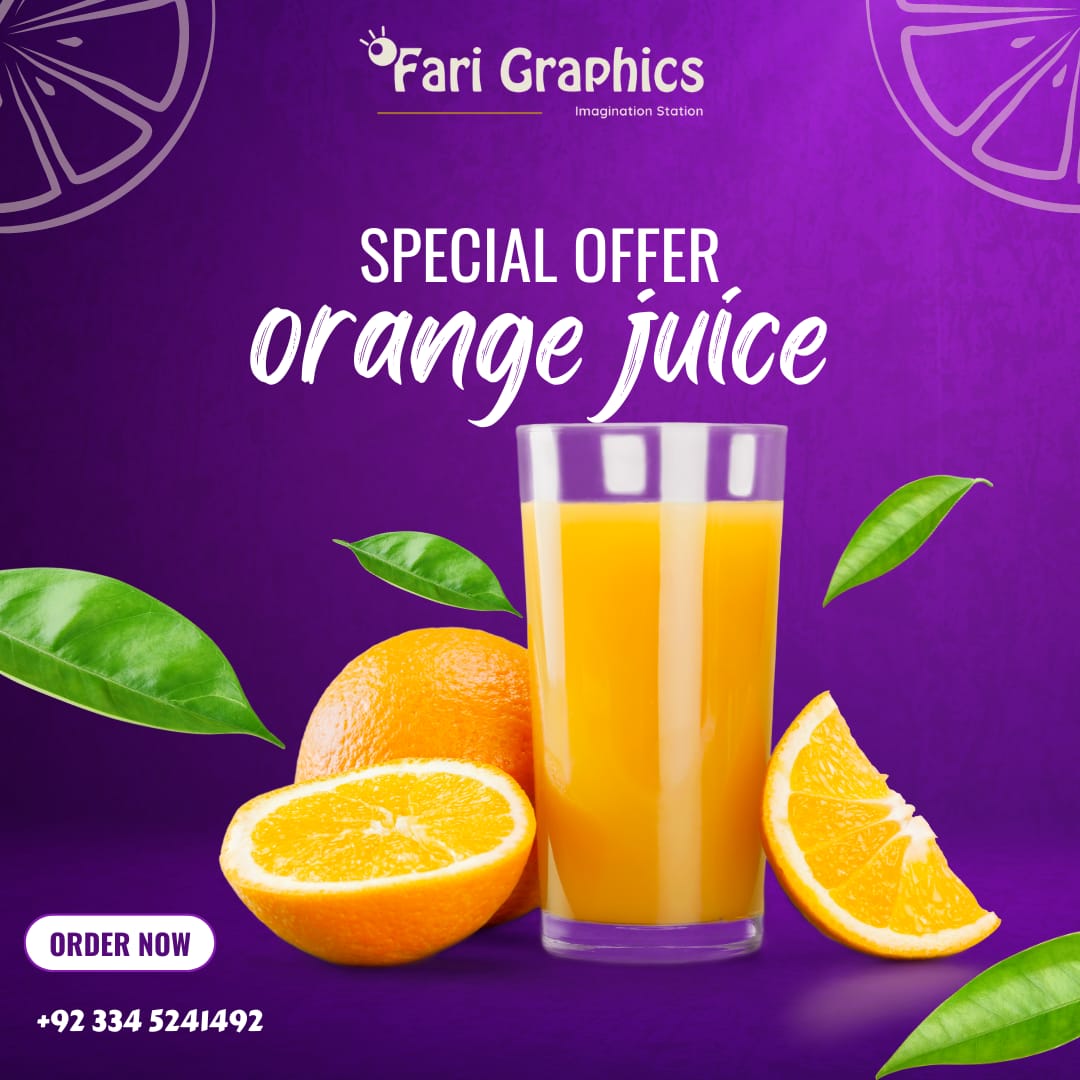 Fari Graphics
Imagination Station
SPECIAL OFFER
orange juice
ORDER NOW
+92 334 5241492